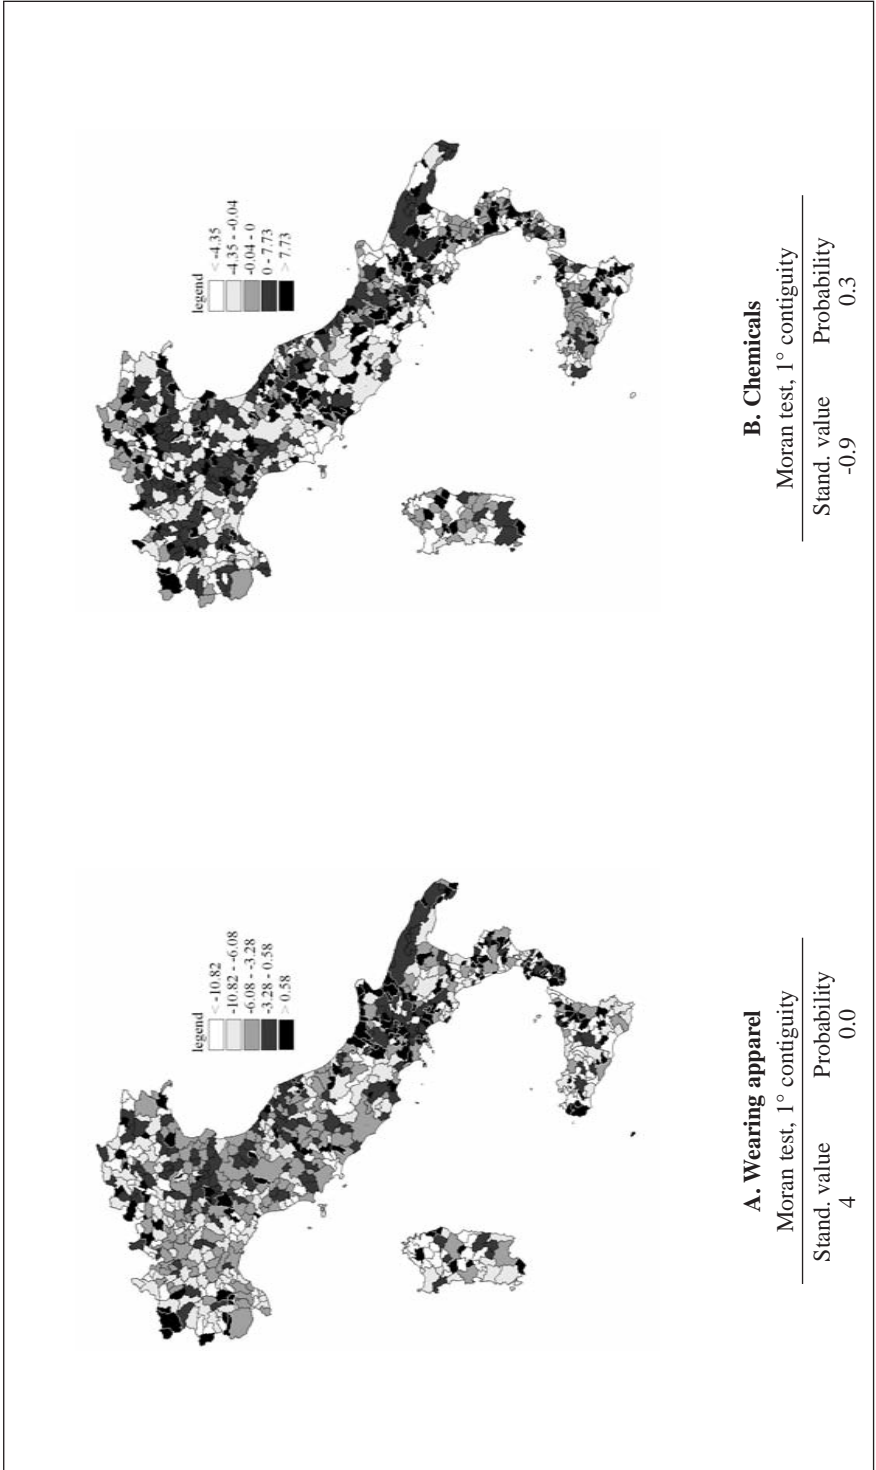 legend
< -10.82
-10.82 - -6.08
-6.08 - -3.28
-3.28 - 0.58
> 0.58
A. Wearing apparel
Moran test, 1° contiguity
Stand. value Probability
4 0.0
legend
< -4.35
-4.35 - -0.04
-0.04 - 0
0 - 7.73
> 7.73
B. Chemicals
Moran test, 1° contiguity
Stand. value Probability
-0.9 0.3